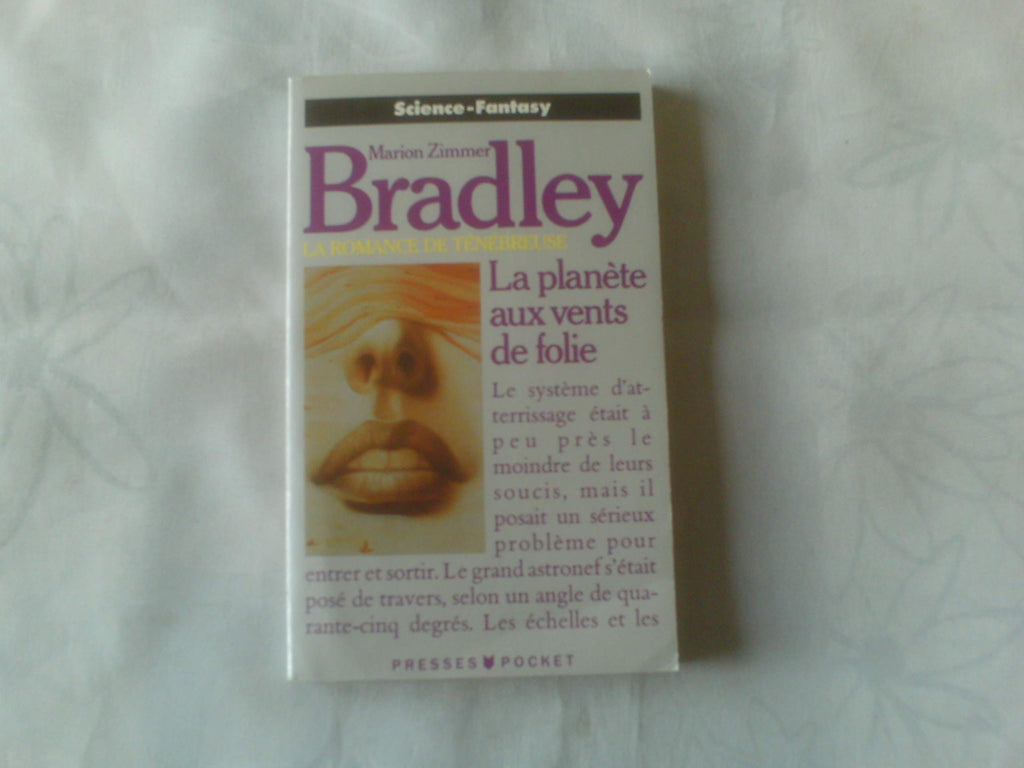 Science-Fantasy
Marion Zimmer
Bradley
LA ROMANCE DE TÉNÉBREUSE
La planète
aux vents
de folie
Le système d'at-
terrissage était à
peu près le
moindre de leurs
soucis, mais il
posait un sérieux
problème pour
entrer et sortir. Le grand astronef s'était
posé de travers, selon un angle de qua-
rante-cinq degrés. Les échelles et les
PRESSES POCKET